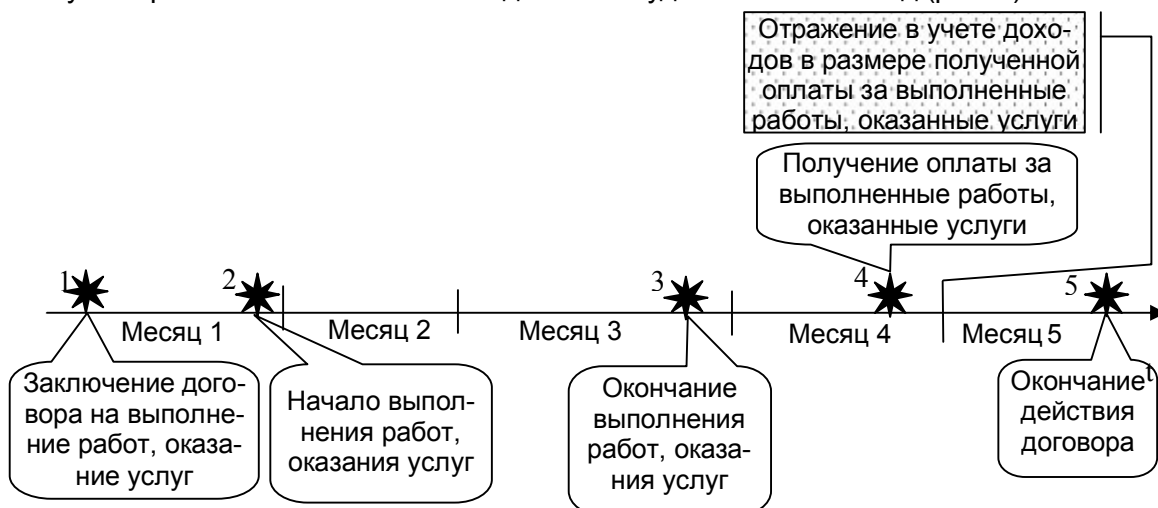 Отражение в учете дохо-
дов в размере полученной
оплаты за выполненные
работы, оказанные услуги
Получение оплаты за
выполненные работы,
оказанные услуги
1
2
3
4
5
Месяц 1
Месяц 2
Месяц 3
Месяц 4
Месяц 5
t
Заключение дого-
вора на выполне-
ние работ, оказа-
ние услуг
Начало выпол-
нения работ,
оказания услуг
Окончание
выполнения
работ, оказа-
ния услуг
Окончание
действия
договора